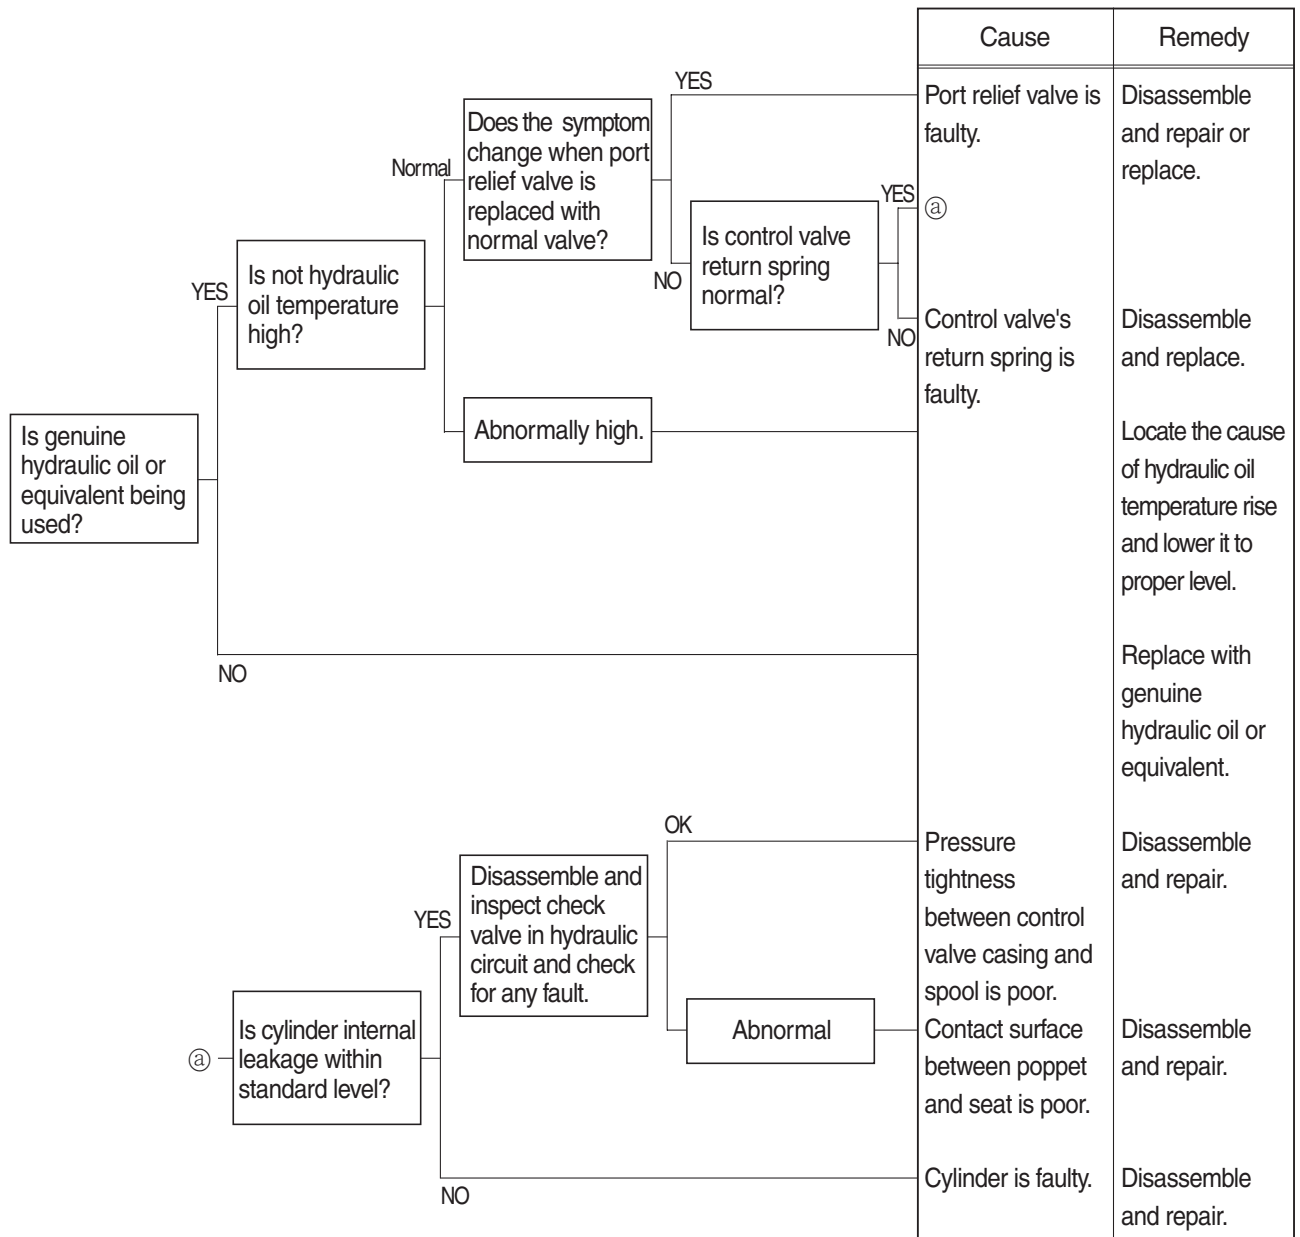 Cause
Remedy
YES
Port relief valve is
faulty.
Disassemble
and repair or
replace.
Does the symptom
change when port
relief valve is
replaced with
normal valve?
Normal
YES
ⓐ
Is control valve
return spring
normal?
NO
Is not hydraulic
oil temperature
high?
YES
NO
Control valve's
return spring is
faulty.
Disassemble
and replace.
Abnormally high.
Locate the cause
of hydraulic oil
temperature rise
and lower it to
proper level.
Is genuine
hydraulic oil or
equivalent being
used?
NO
Replace with
genuine
hydraulic oil or
equivalent.
OK
Pressure
tightness
between control
valve casing and
spool is poor.
Disassemble
and repair.
Disassemble and
inspect check
valve in hydraulic
circuit and check
for any fault.
YES
Abnormal
Contact surface
between poppet
and seat is poor.
Disassemble
and repair.
ⓐ
Is cylinder internal
leakage within
standard level?
NO
Cylinder is faulty.
Disassemble
and repair.